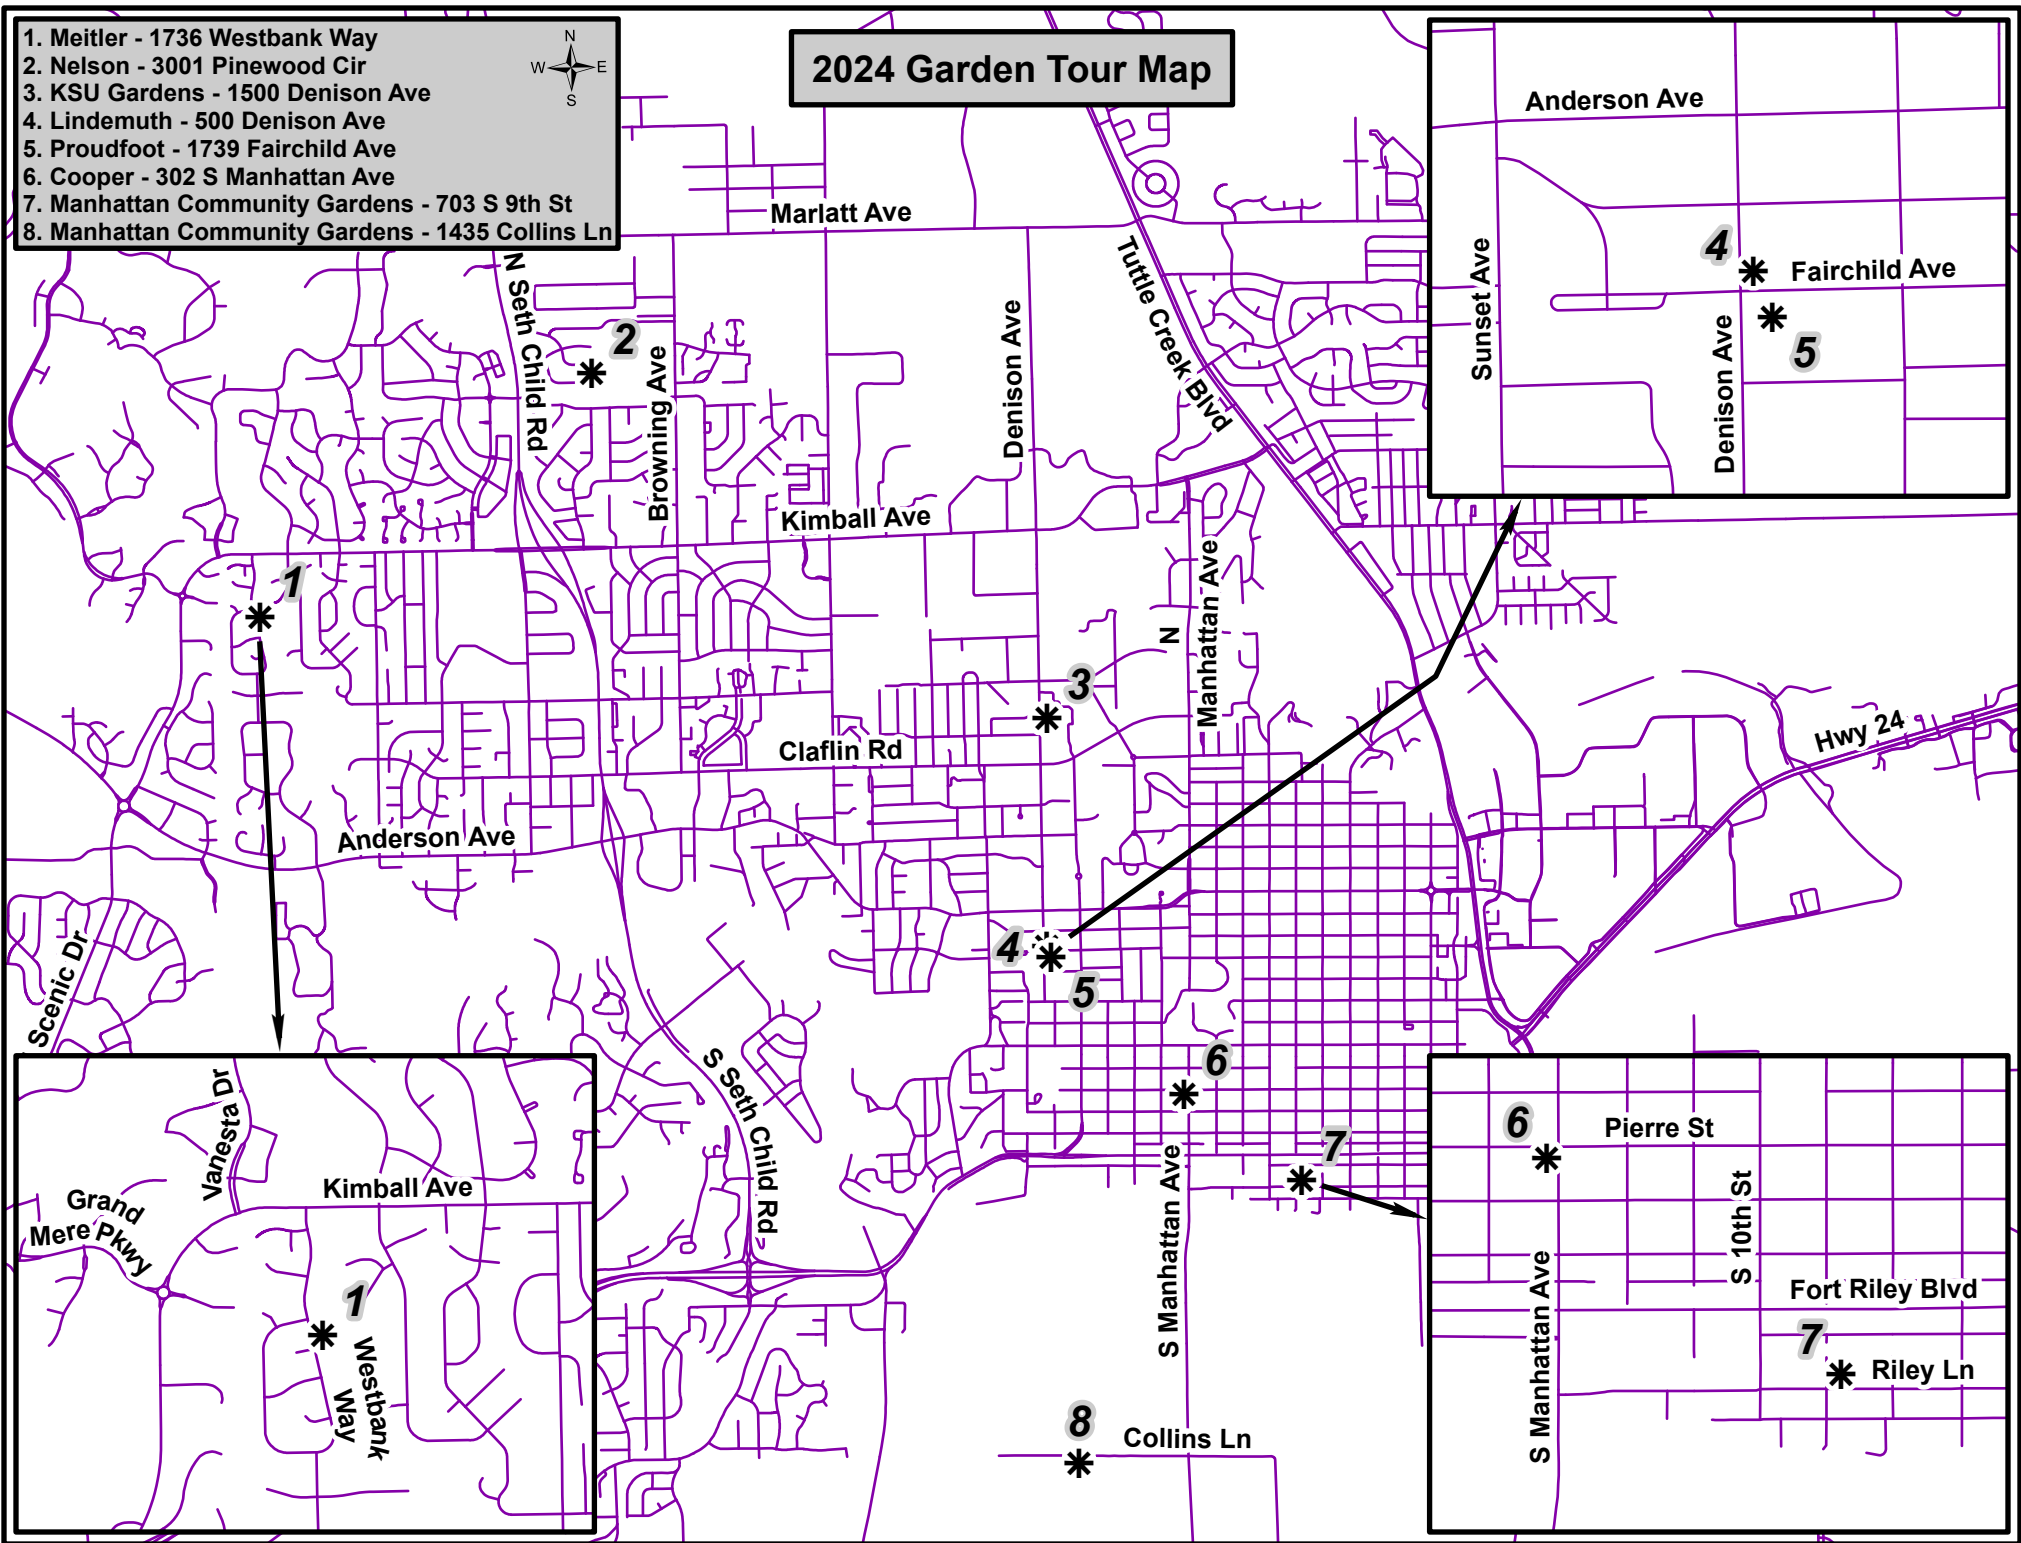 1. Meitler - 1736 Westbank Way
2. Nelson - 3001 Pinewood Cir
3. KSU Gardens - 1500 Denison Ave
4. Lindemuth - 500 Denison Ave
5. Proudfoot - 1739 Fairchild Ave
6. Cooper - 302 S Manhattan Ave
7. Manhattan Community Gardens - 703 S 9th St
8. Manhattan Community Gardens - 1435 Collins Ln
N
W E
S
2024 Garden Tour Map
Marlatt Ave
N Seth Child Rd
2
Browning Ave
Denison Ave
Tuttle Creek Blvd
Kimball Ave
1
N Manhattan Ave
3
Claflin Rd
Hwy 24
Anderson Ave
Scenic Dr
4
5
S Seth Child Rd
6
7
S Manhattan Ave
8
Collins Ln
Anderson Ave
Sunset Ave
4
Fairchild Ave
Denison Ave
5
Vanesta Dr
Kimball Ave
Grand
Mere Pkwy
1
Westbank
Way
6
Pierre St
S 10th St
Fort Riley Blvd
S Manhattan Ave
7
Riley Ln